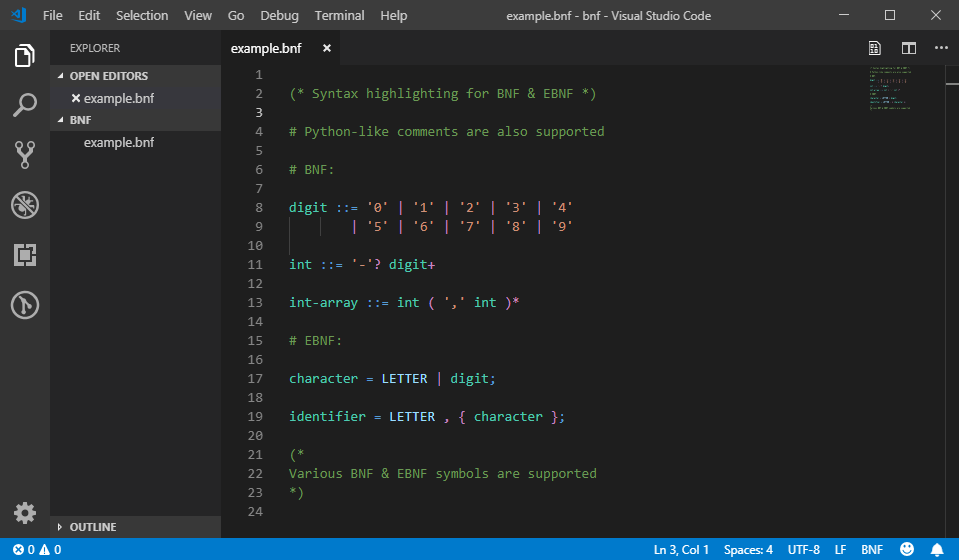 File Edit Selection View Go Debug Terminal Help example.bnf - bnf - Visual Studio Code
EXPLORER
OPEN EDITORS
example.bnf
BNF
example.bnf
OUTLINE
example.bnf
1
2 (* Syntax highlighting for BNF & EBNF *)
3
4 # Python-like comments are also supported
5
6 # BNF:
7
8 digit ::= '0' | '1' | '2' | '3' | '4'
9 | '5' | '6' | '7' | '8' | '9'
10
11 int ::= '-'? digit+
12
13 int-array ::= int ( ',' int )*
14
15 # EBNF:
16
17 character = LETTER | digit;
18
19 identifier = LETTER , { character };
20
21 (*
22 Various BNF & EBNF symbols are supported
23 *)
24
0 0 Ln 3, Col 1 Spaces: 4 UTF-8 LF BNF